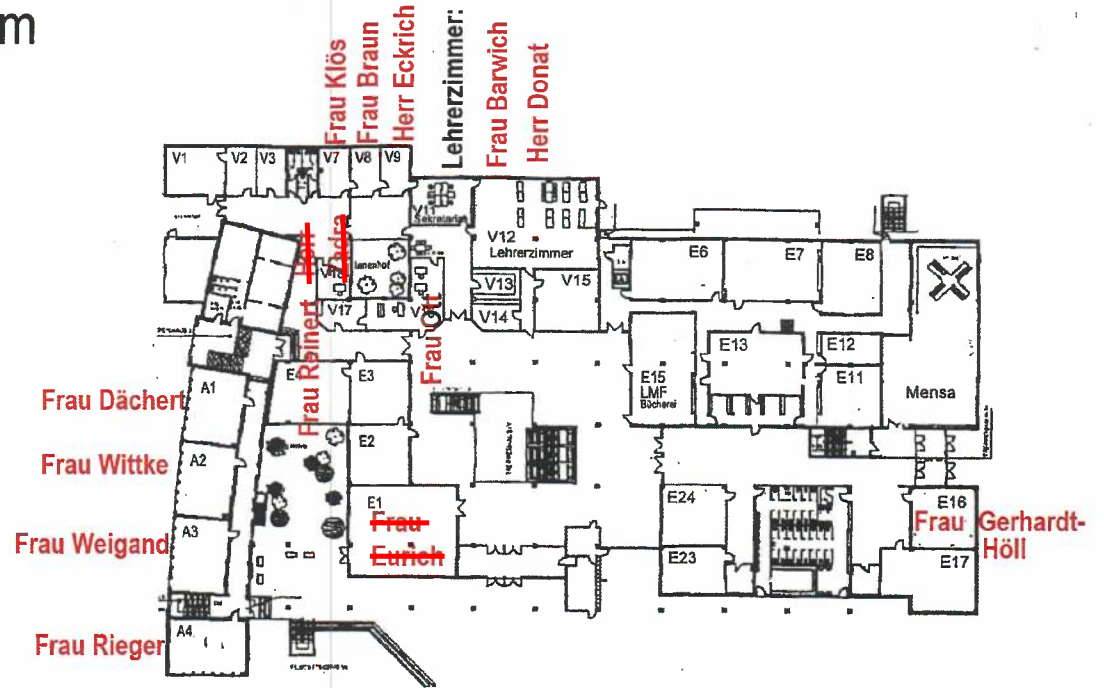 m
Frau Klös
Frau Braun
Herr Eckrich
Lehrerzimmer:
Frau Barwich
Herr Donat
V1
V2
V3
V7
V8
V9
V11
Sekretariat
V12
Lehrerzimmer
V13
V14
V15
Innenhof
V17
E6
E7
E8
E12
E11
E13
E15
LMF
Bücherei
Mensa
Frau Reinert
Frau Ott
E4
E3
E2
E1
Frau
Eurich
Frau Dächert
A1
Frau Wittke
A2
Frau Weigand
A3
Frau Rieger
A4
E24
E23
E16
Frau Gerhardt-
Höll
E17